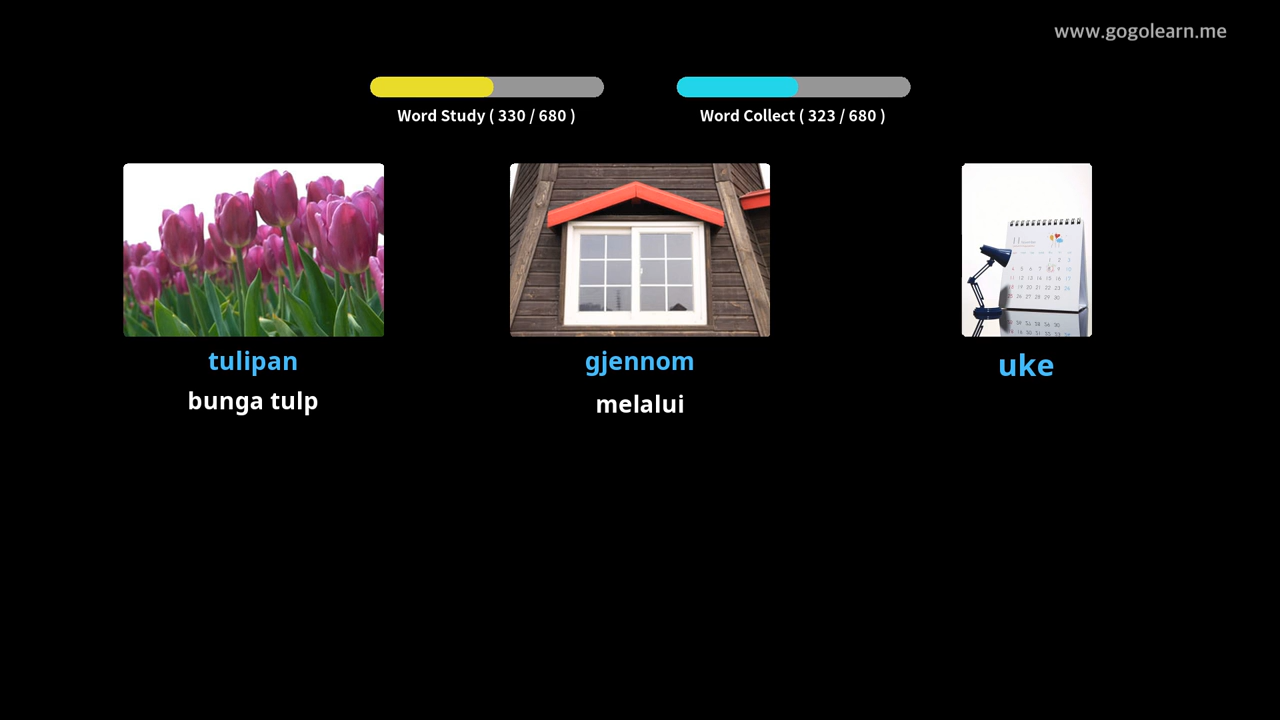 www.gogolearn.me
Word Study ( 330 / 680 )
Word Collect ( 323 / 680 )
tulipan
bunga tulp
gjennom
melalui
uke